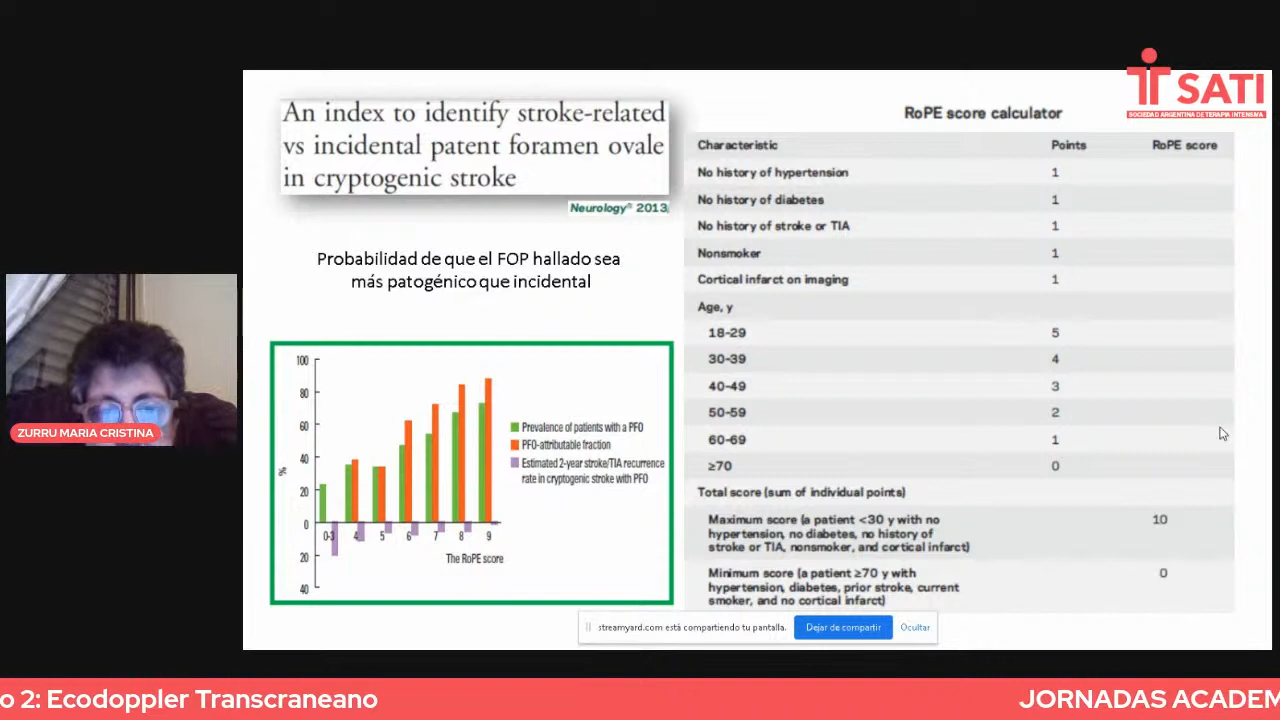 SATI
SOCIEDAD ARGENTINA DE TERAPIA INTENSIVA
An index to identify stroke-related
vs incidental patent foramen ovale
in cryptogenic stroke
Neurology® 2013
Probabilidad de que el FOP hallado sea
más patogénico que incidental
100
80
60
40
20
0
20
40
%
0-3 4 5 6 7 8 9
The RoPE score
Prevalence of patients with a PFO
PFO-attributable fraction
Estimated 2-year stroke/TIA recurrence
rate in cryptogenic stroke with PFO
RoPE score calculator
Characteristic Points RoPE score
No history of hypertension 1
No history of diabetes 1
No history of stroke or TIA 1
Nonsmoker 1
Cortical infarct on imaging 1
Age, y
18-29 5
30-39 4
40-49 3
50-59 2
60-69 1
≥70 0
Total score (sum of individual points)
Maximum score (a patient <30 y with no 10
hypertension, no diabetes, no history of
stroke or TIA, nonsmoker, and cortical infarct)
Minimum score (a patient ≥70 y with 0
hypertension, diabetes, prior stroke, current
smoker, and no cortical infarct)
streamyard.com está compartiendo tu pantalla. Dejar de compartir Ocultar
ZURRU MARIA CRISTINA
o 2: Ecodoppler Transcraneano JORNADAS ACADEM